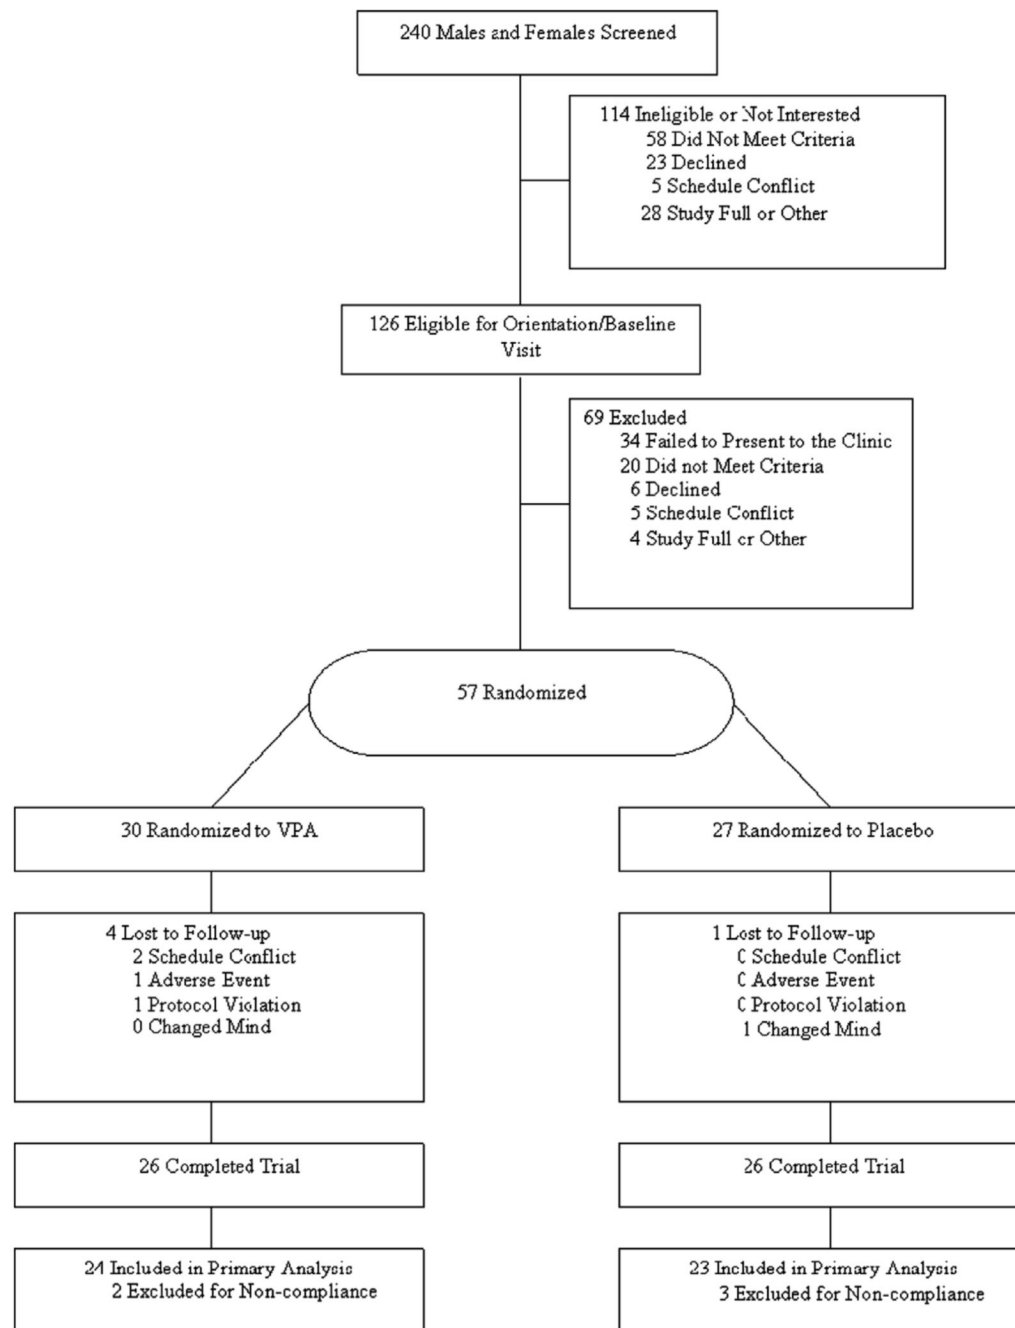 240 Males and Females Screened
114 Ineligible or Not Interested
58 Did Not Meet Criteria
23 Declined
5 Schedule Conflict
28 Study Full or Other
126 Eligible for Orientation/Baseline
Visit
69 Excluded
34 Failed to Present to the Clinic
20 Did not Meet Criteria
6 Declined
5 Schedule Conflict
4 Study Full or Other
57 Randomized
30 Randomized to VPA
4 Lost to Follow-up
2 Schedule Conflict
1 Adverse Event
1 Protocol Violation
0 Changed Mind
26 Completed Trial
24 Included in Primary Analysis
2 Excluded for Non-compliance
27 Randomized to Placebo
1 Lost to Follow-up
0 Schedule Conflict
0 Adverse Event
0 Protocol Violation
1 Changed Mind
26 Completed Trial
23 Included in Primary Analysis
3 Excluded for Non-compliance